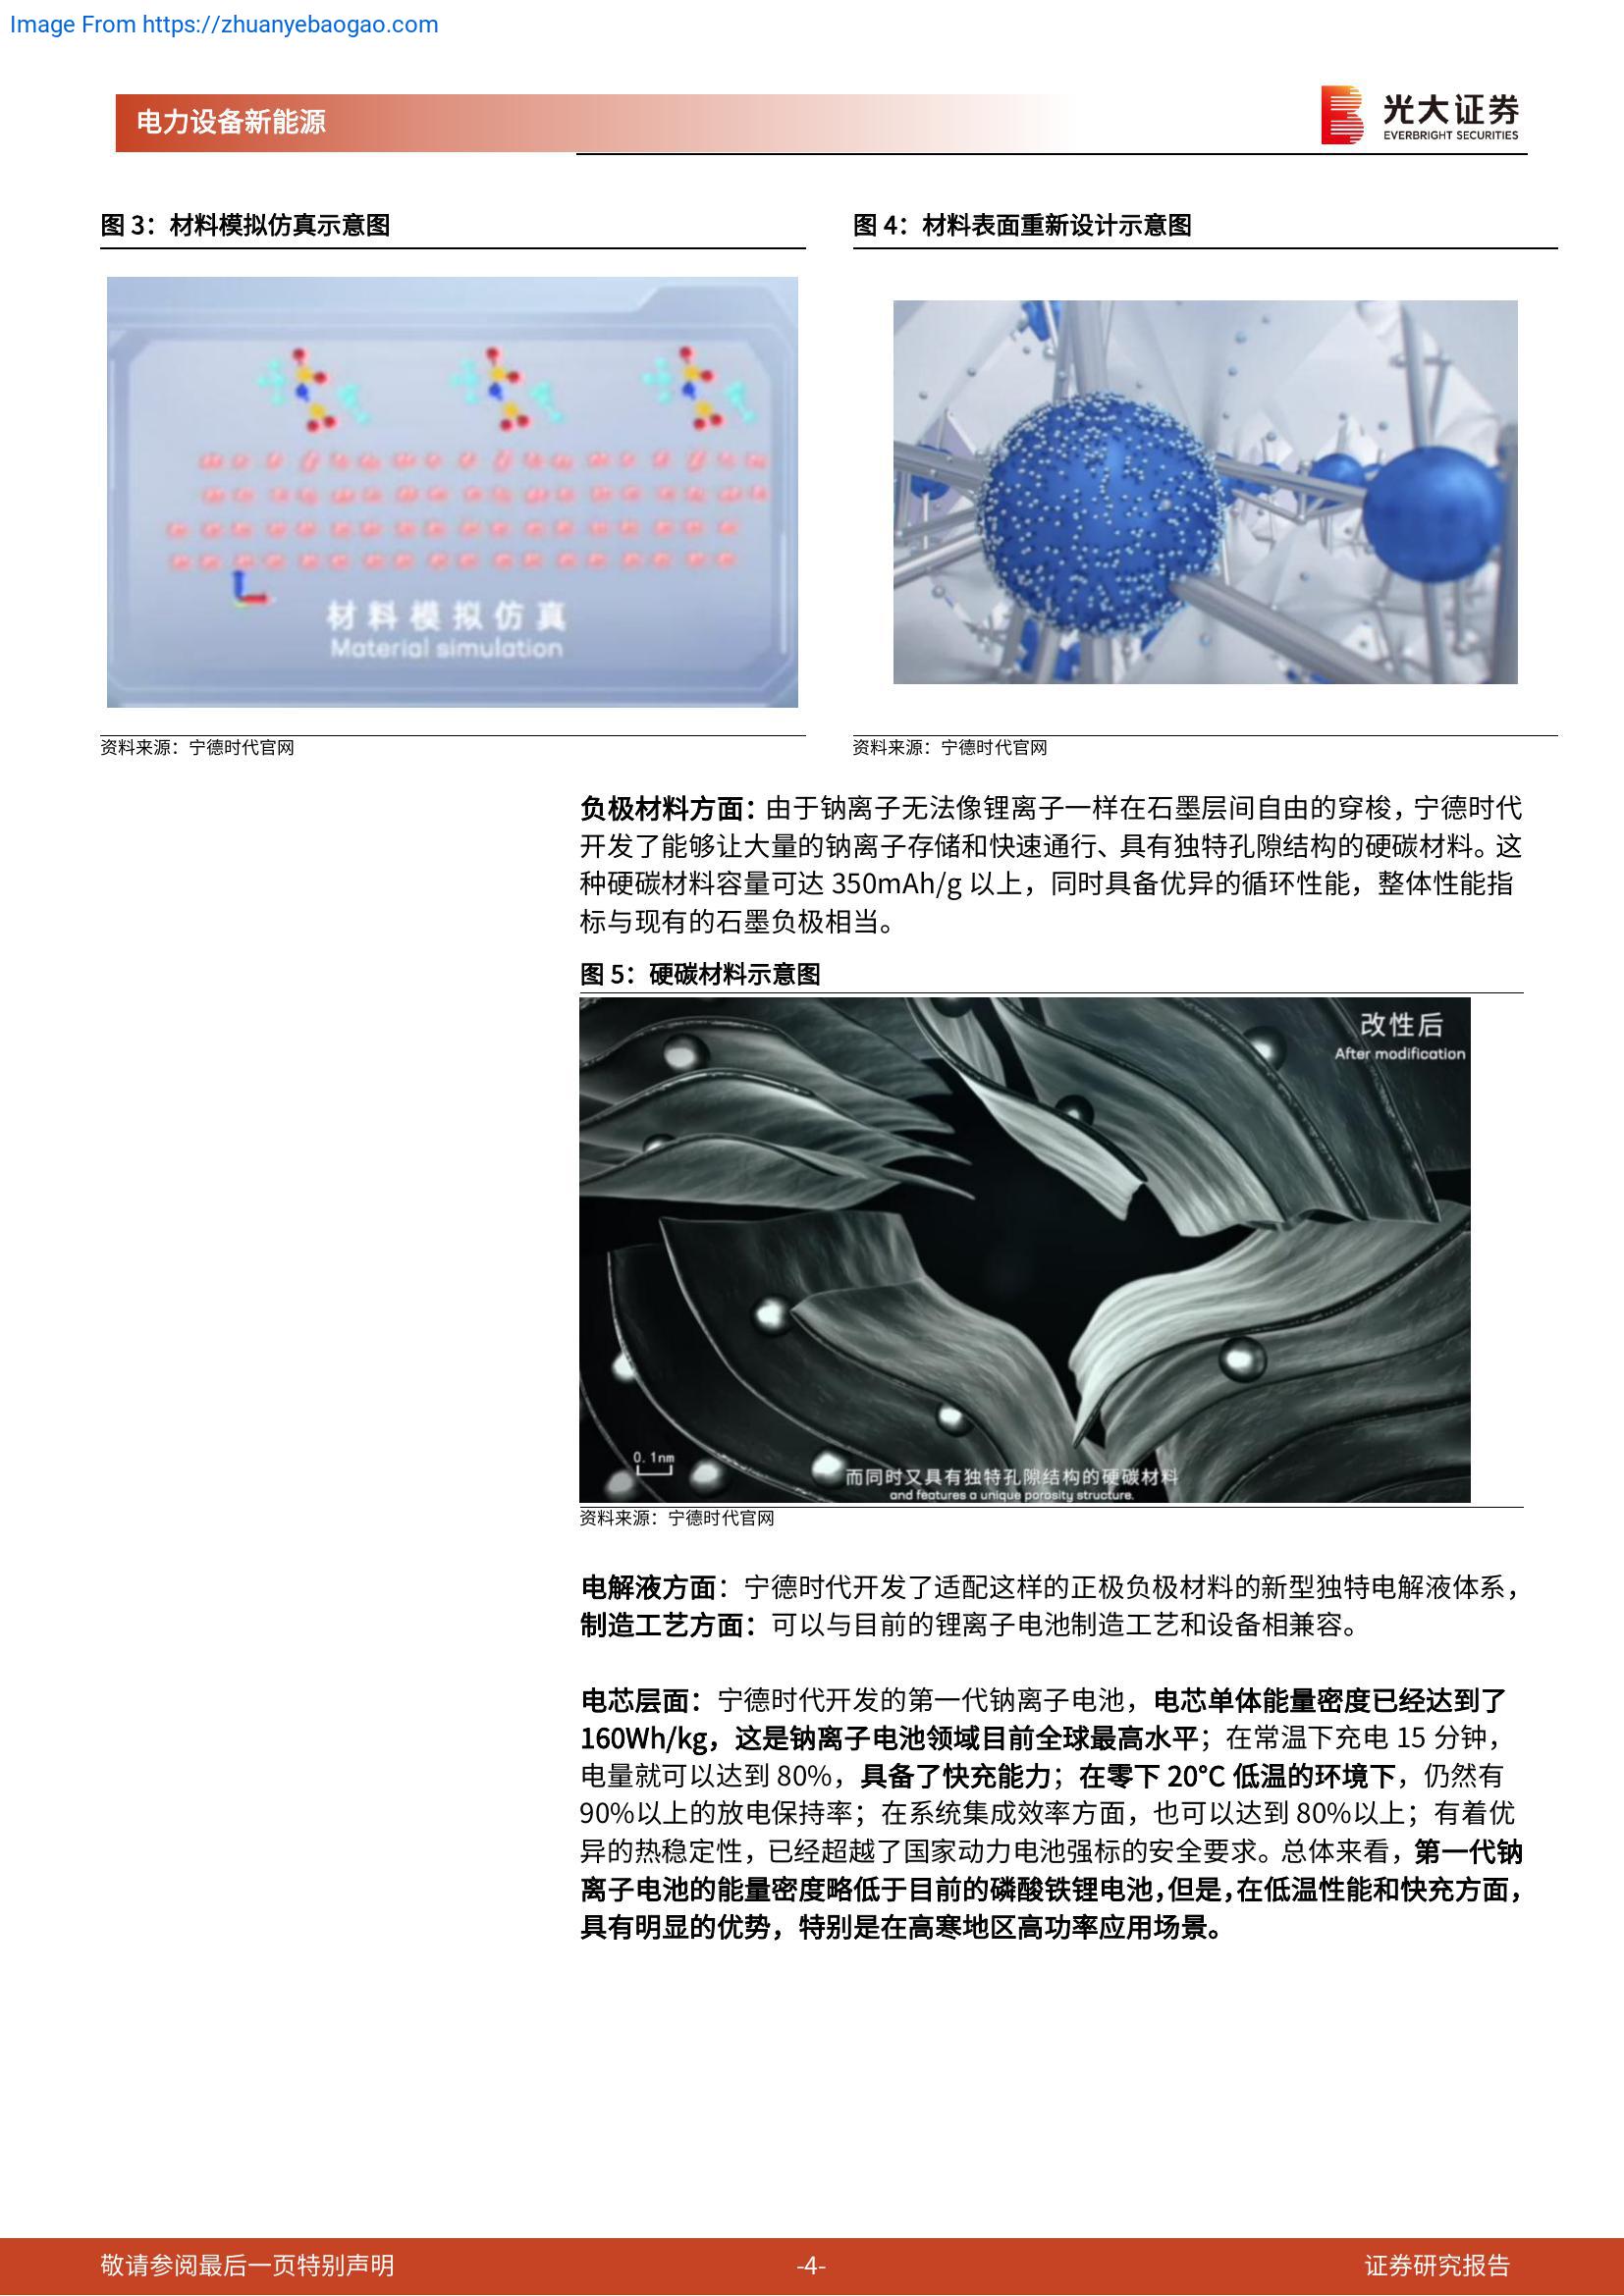 Image From https://zhuanyebaogao.com
电力设备新能源
光大证券
EVERBRIGHT SECURITIES
图 3：材料模拟仿真示意图
图 4：材料表面重新设计示意图
材料模拟仿真
Material simulation
资料来源：宁德时代官网
资料来源：宁德时代官网
负极材料方面：由于钠离子无法像锂离子一样在石墨层间自由的穿梭，宁德时代
开发了能够让大量的钠离子存储和快速通行、具有独特孔隙结构的硬碳材料。这
种硬碳材料容量可达 350mAh/g 以上，同时具备优异的循环性能，整体性能指
标与现有的石墨负极相当。
图 5：硬碳材料示意图
改性后
After modification
0.1nm
而同时又具有独特孔隙结构的硬碳材料
and features a unique porosity structure.
资料来源：宁德时代官网
电解液方面：宁德时代开发了适配这样的正极负极材料的新型独特电解液体系，
制造工艺方面：可以与目前的锂离子电池制造工艺和设备相兼容。
电芯层面：宁德时代开发的第一代钠离子电池，电芯单体能量密度已经达到了
160Wh/kg，这是钠离子电池领域目前全球最高水平；在常温下充电 15 分钟，
电量就可以达到 80%，具备了快充能力；在零下 20°C 低温的环境下，仍然有
90%以上的放电保持率；在系统集成效率方面，也可以达到 80%以上；有着优
异的热稳定性，已经超越了国家动力电池强标的安全要求。总体来看，第一代钠
离子电池的能量密度略低于目前的磷酸铁锂电池，但是，在低温性能和快充方面，
具有明显的优势，特别是在高寒地区高功率应用场景。
敬请参阅最后一页特别声明
-4-
证券研究报告